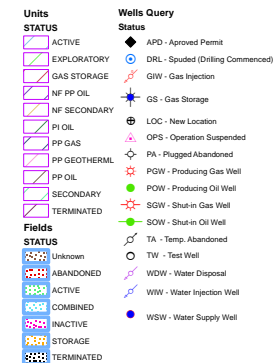 Units
STATUS
ACTIVE
EXPLORATORY
GAS STORAGE
NF PP OIL
NF SECONDARY
PI OIL
PP GAS
PP GEOTHERML
PP OIL
SECONDARY
TERMINATED
Fields
STATUS
Unknown
ABANDONED
ACTIVE
COMBINED
INACTIVE
STORAGE
TERMINATED
Wells Query
Status
APD - Aproved Permit
DRL - Spuded (Drilling Commenced)
GIW - Gas Injection
GS - Gas Storage
LOC - New Location
OPS - Operation Suspended
PA - Plugged Abandoned
PGW - Producing Gas Well
POW - Producing Oil Well
SGW - Shut-in Gas Well
SOW - Shut-in Oil Well
TA - Temp. Abandoned
TW - Test Well
WDW - Water Disposal
WIW - Water Injection Well
WSW - Water Supply Well